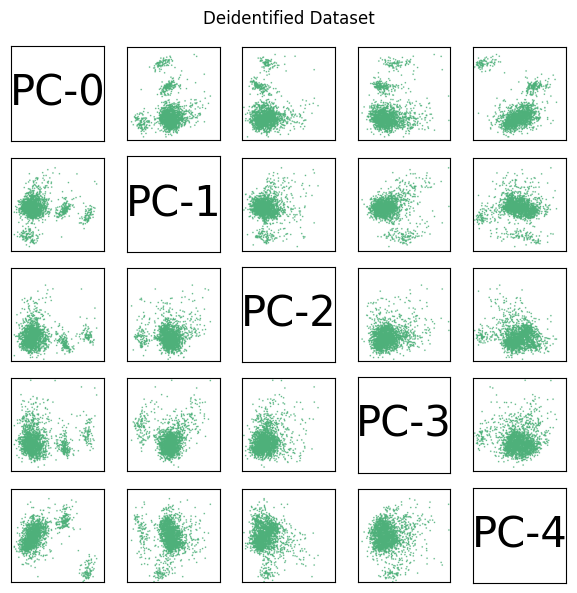 Deidentified Dataset
PC-0
PC-1
PC-2
PC-3
PC-4